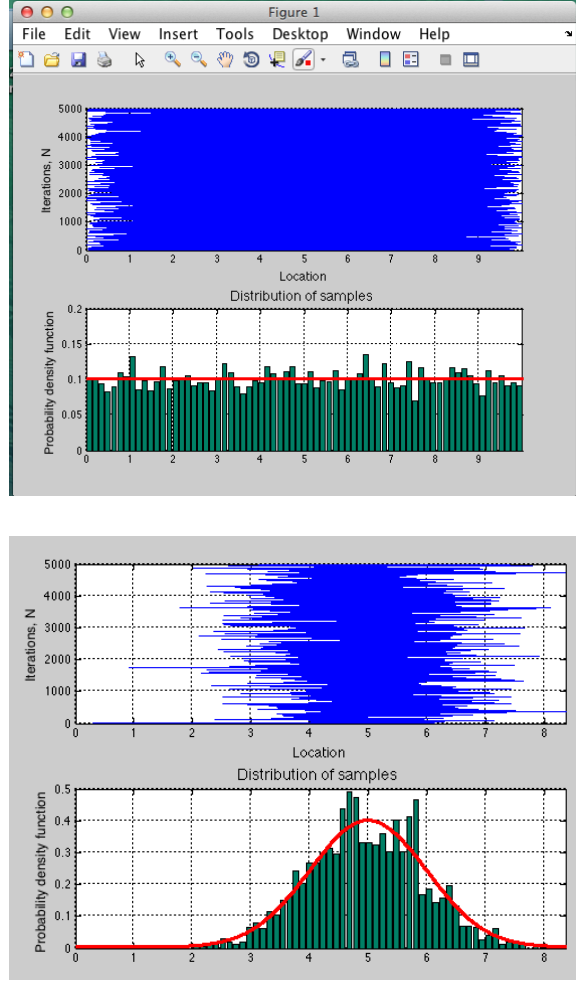 Figure 1
File Edit View Insert Tools Desktop Window Help
5000
4000
3000
2000
1000
0
Iterations, N
0 1 2 3 4 5 6 7 8 9
Location
Distribution of samples
0.2
0.15
0.1
0.05
0
Probability density function
0 1 2 3 4 5 6 7 8 9
5000
4000
3000
2000
1000
0
Iterations, N
0 1 2 3 4 5 6 7 8
Location
Distribution of samples
0.5
0.4
0.3
0.2
0.1
0
Probability density function
0 1 2 3 4 5 6 7 8